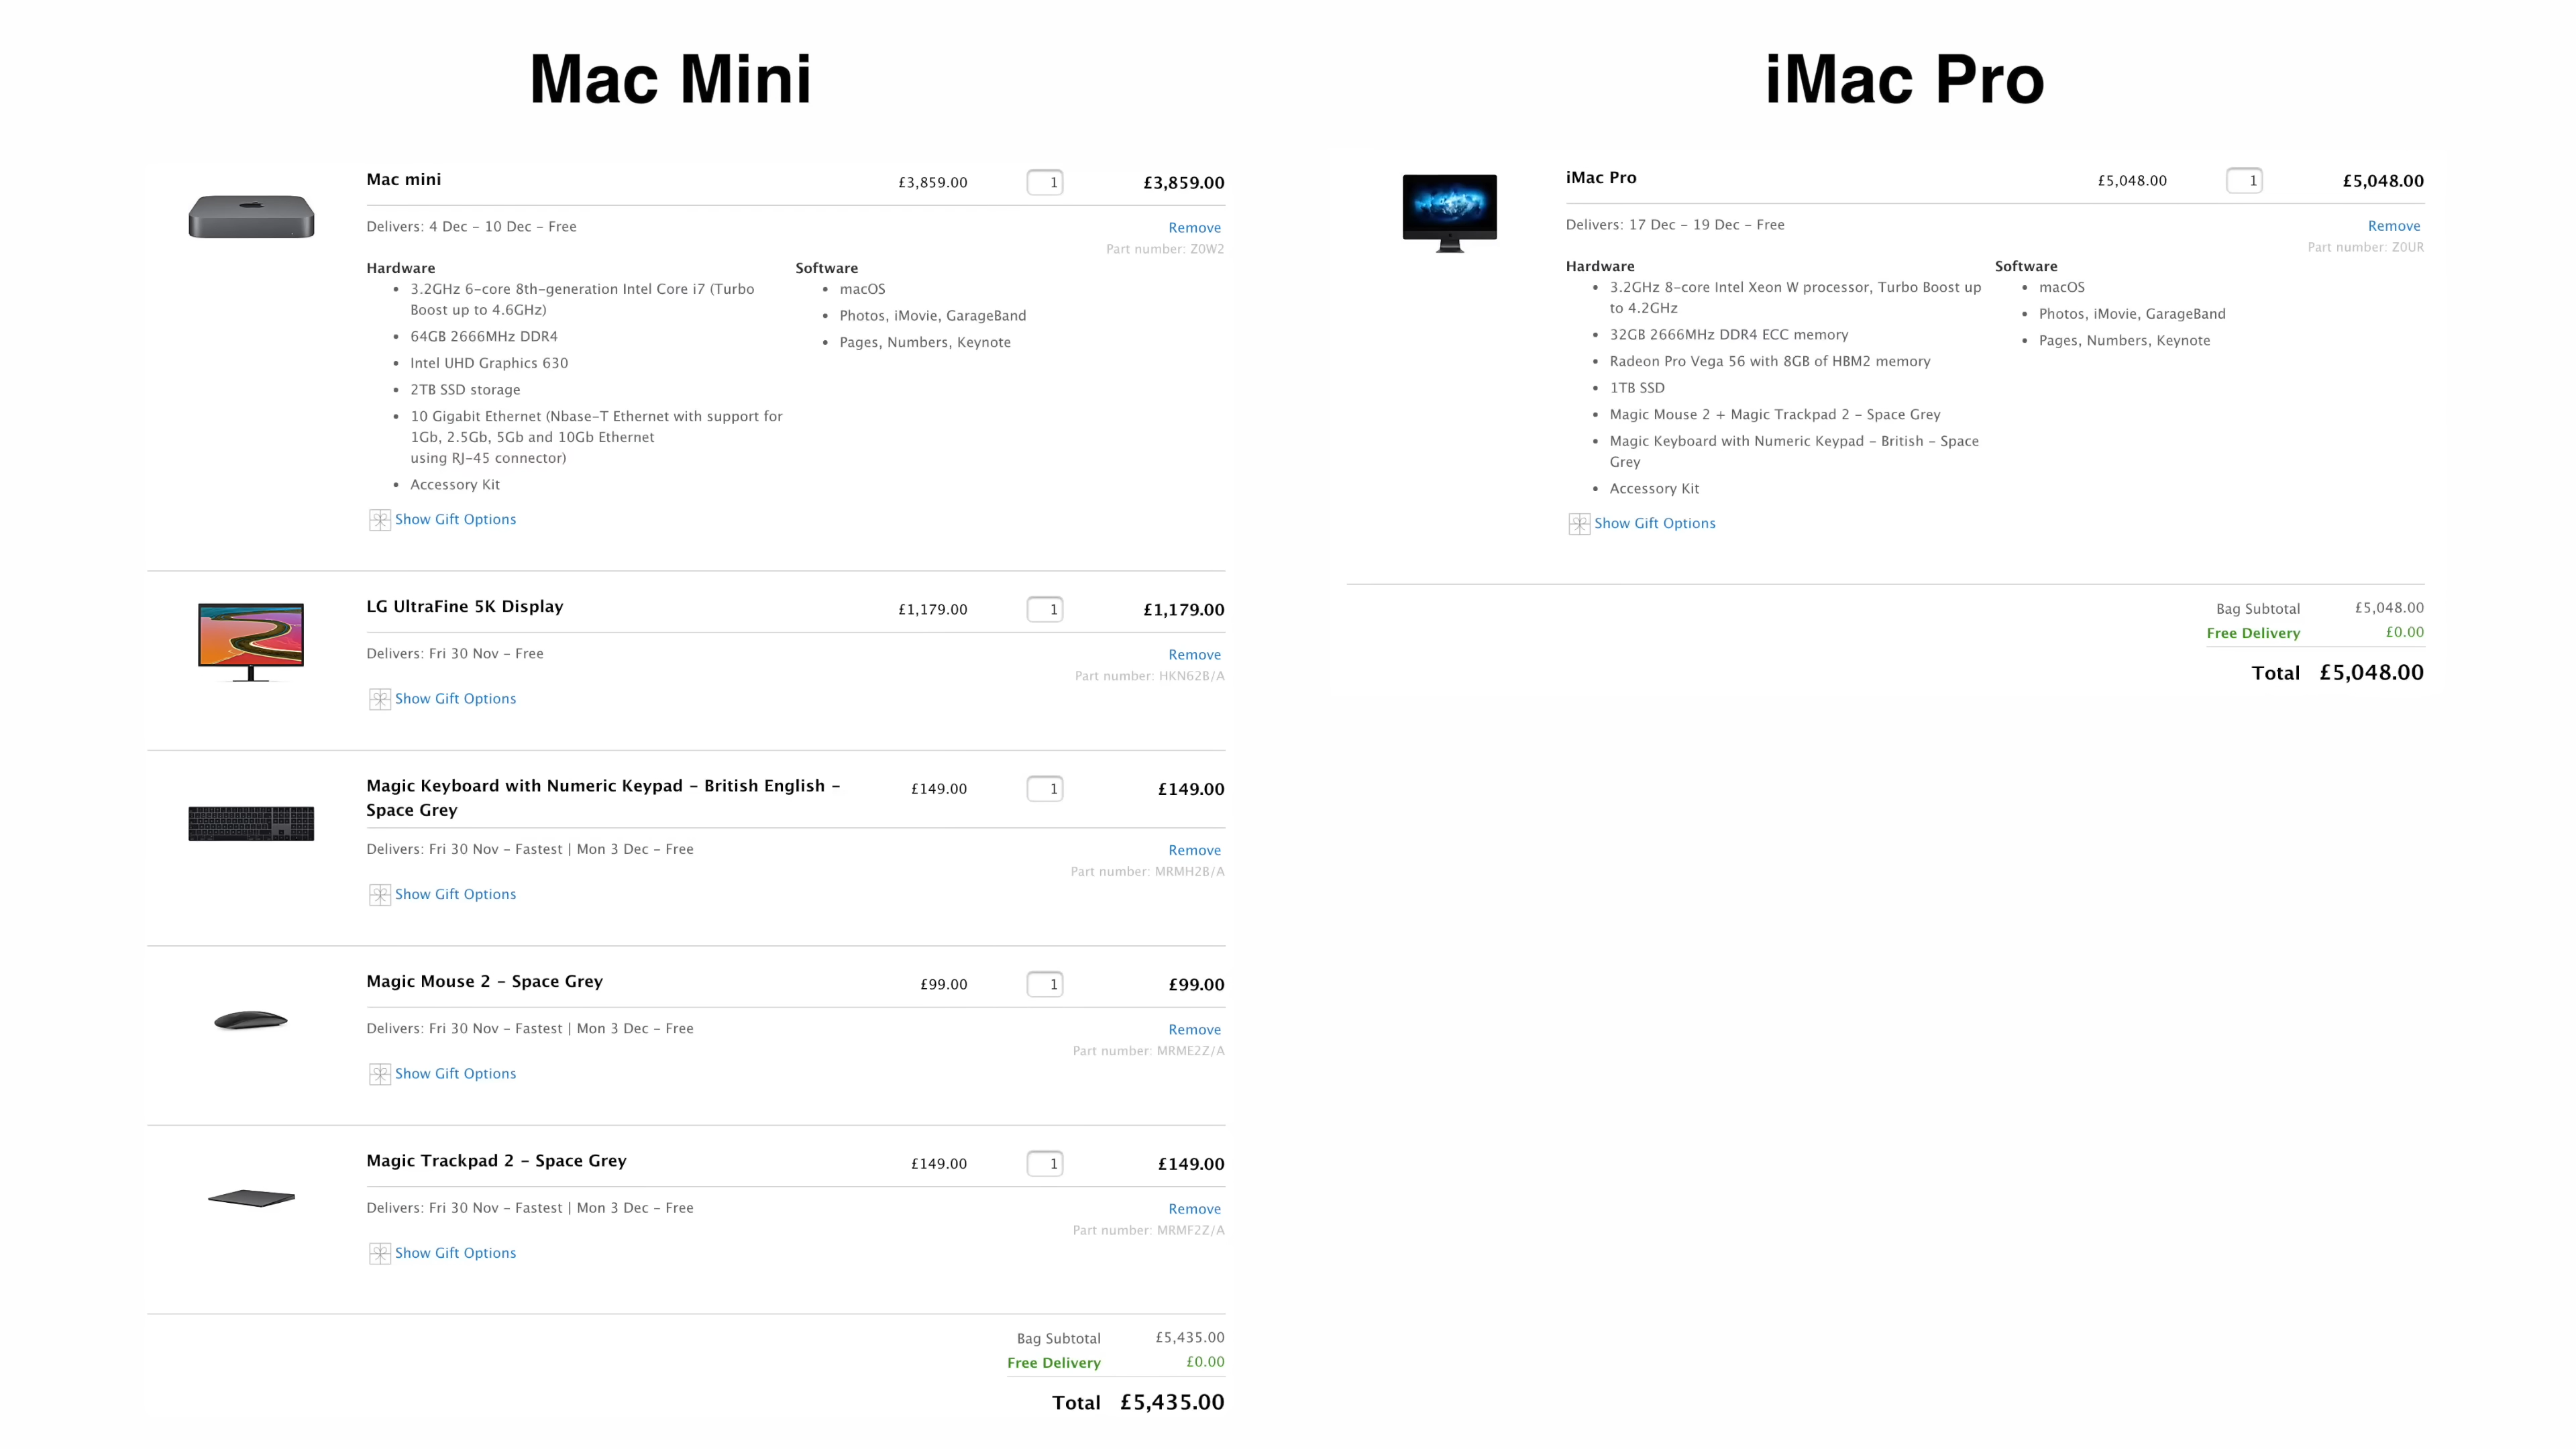 Mac Mini
Mac mini £3,859.00 1 £3,859.00
Delivers: 4 Dec – 10 Dec – Free
Remove
Part number: Z0W2
Hardware
• 3.2GHz 6-core 8th-generation Intel Core i7 (Turbo
Boost up to 4.6GHz)
• 64GB 2666MHz DDR4
• Intel UHD Graphics 630
• 2TB SSD storage
• 10 Gigabit Ethernet (Nbase-T Ethernet with support for
1Gb, 2.5Gb, 5Gb and 10Gb Ethernet
using RJ-45 connector)
• Accessory Kit
Software
• macOS
• Photos, iMovie, GarageBand
• Pages, Numbers, Keynote
Show Gift Options
LG UltraFine 5K Display £1,179.00 1 £1,179.00
Delivers: Fri 30 Nov – Free
Remove
Part number: HKN62B/A
Show Gift Options
Magic Keyboard with Numeric Keypad – British English –
Space Grey
£149.00 1 £149.00
Delivers: Fri 30 Nov – Fastest | Mon 3 Dec – Free
Remove
Part number: MRMH2B/A
Show Gift Options
Magic Mouse 2 – Space Grey £99.00 1 £99.00
Delivers: Fri 30 Nov – Fastest | Mon 3 Dec – Free
Remove
Part number: MRME2Z/A
Show Gift Options
Magic Trackpad 2 – Space Grey £149.00 1 £149.00
Delivers: Fri 30 Nov – Fastest | Mon 3 Dec – Free
Remove
Part number: MRMF2Z/A
Show Gift Options
Bag Subtotal £5,435.00
Free Delivery £0.00
Total £5,435.00
iMac Pro
iMac Pro £5,048.00 1 £5,048.00
Delivers: 17 Dec – 19 Dec – Free
Remove
Part number: Z0UR
Hardware
• 3.2GHz 8-core Intel Xeon W processor, Turbo Boost up
to 4.2GHz
• 32GB 2666MHz DDR4 ECC memory
• Radeon Pro Vega 56 with 8GB of HBM2 memory
• 1TB SSD
• Magic Mouse 2 + Magic Trackpad 2 – Space Grey
• Magic Keyboard with Numeric Keypad – British – Space
Grey
• Accessory Kit
Software
• macOS
• Photos, iMovie, GarageBand
• Pages, Numbers, Keynote
Show Gift Options
Bag Subtotal £5,048.00
Free Delivery £0.00
Total £5,048.00